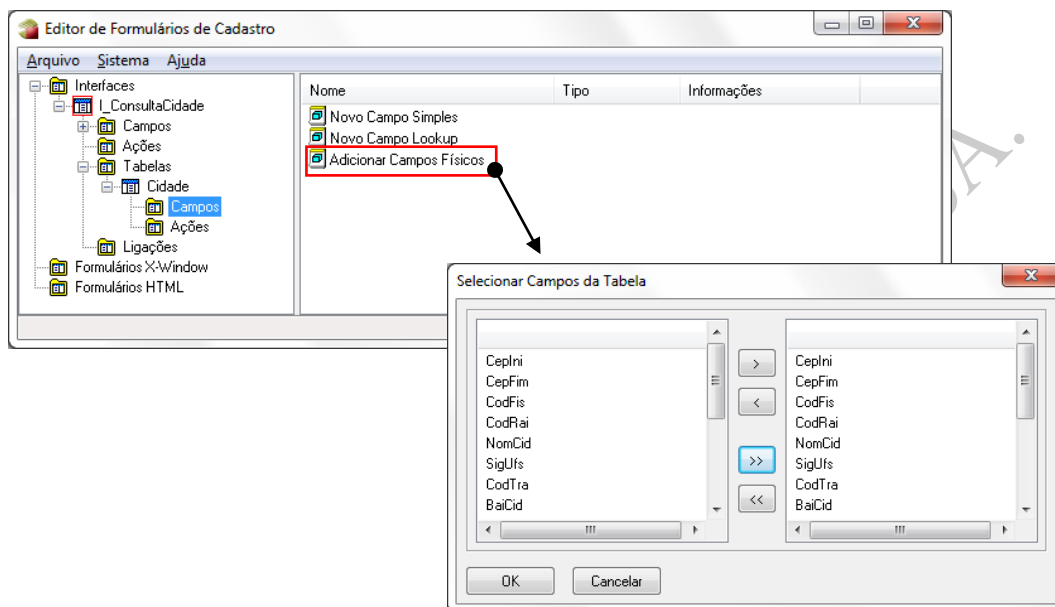 Editor de Formulários de Cadastro
Arquivo Sistema Ajuda
Interfaces
I_ConsultaCidade
Campos
Ações
Tabelas
Cidade
Campos
Ações
Ligações
Formulários X-Window
Formulários HTML
Nome Tipo Informações
Novo Campo Simples
Novo Campo Lookup
Adicionar Campos Físicos
Selecionar Campos da Tabela
CepIni
CepFim
CodFis
CodRai
NomCid
SigUfs
CodTra
BaiCid
>
<
>>
<<
CepIni
CepFim
CodFis
CodRai
NomCid
SigUfs
CodTra
BaiCid
OK Cancelar